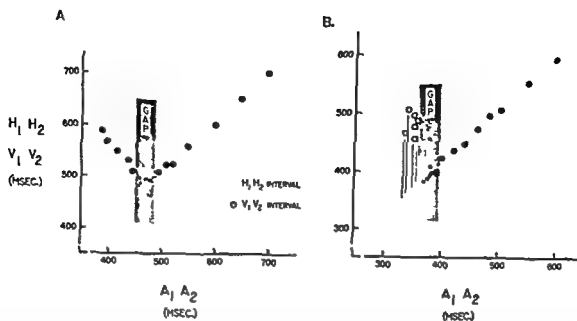 A.
B.
700
600
500
400
600
500
400
300
GAP
GAP
H₁ H₂
V₁ V₂
(MSEC.)
H₁H₂ INTERVAL
V₁V₂ INTERVAL
400 500 600 700
300 400 500 600
A₁ A₂
(MSEC.)
A₁ A₂
(MSEC.)